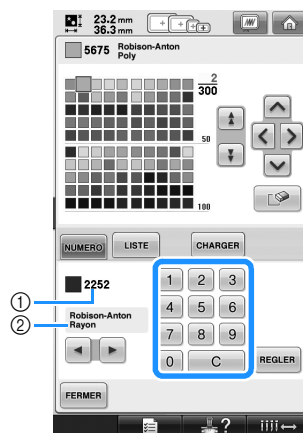 23.2 mm
36.3 mm
5675 Robison-Anton
Poly
2
300
50
100
NUMERO
LISTE
CHARGER
① 2252
② Robison-Anton
Rayon
1 2 3
4 5 6
7 8 9
0 C
REGLER
FERMER
?